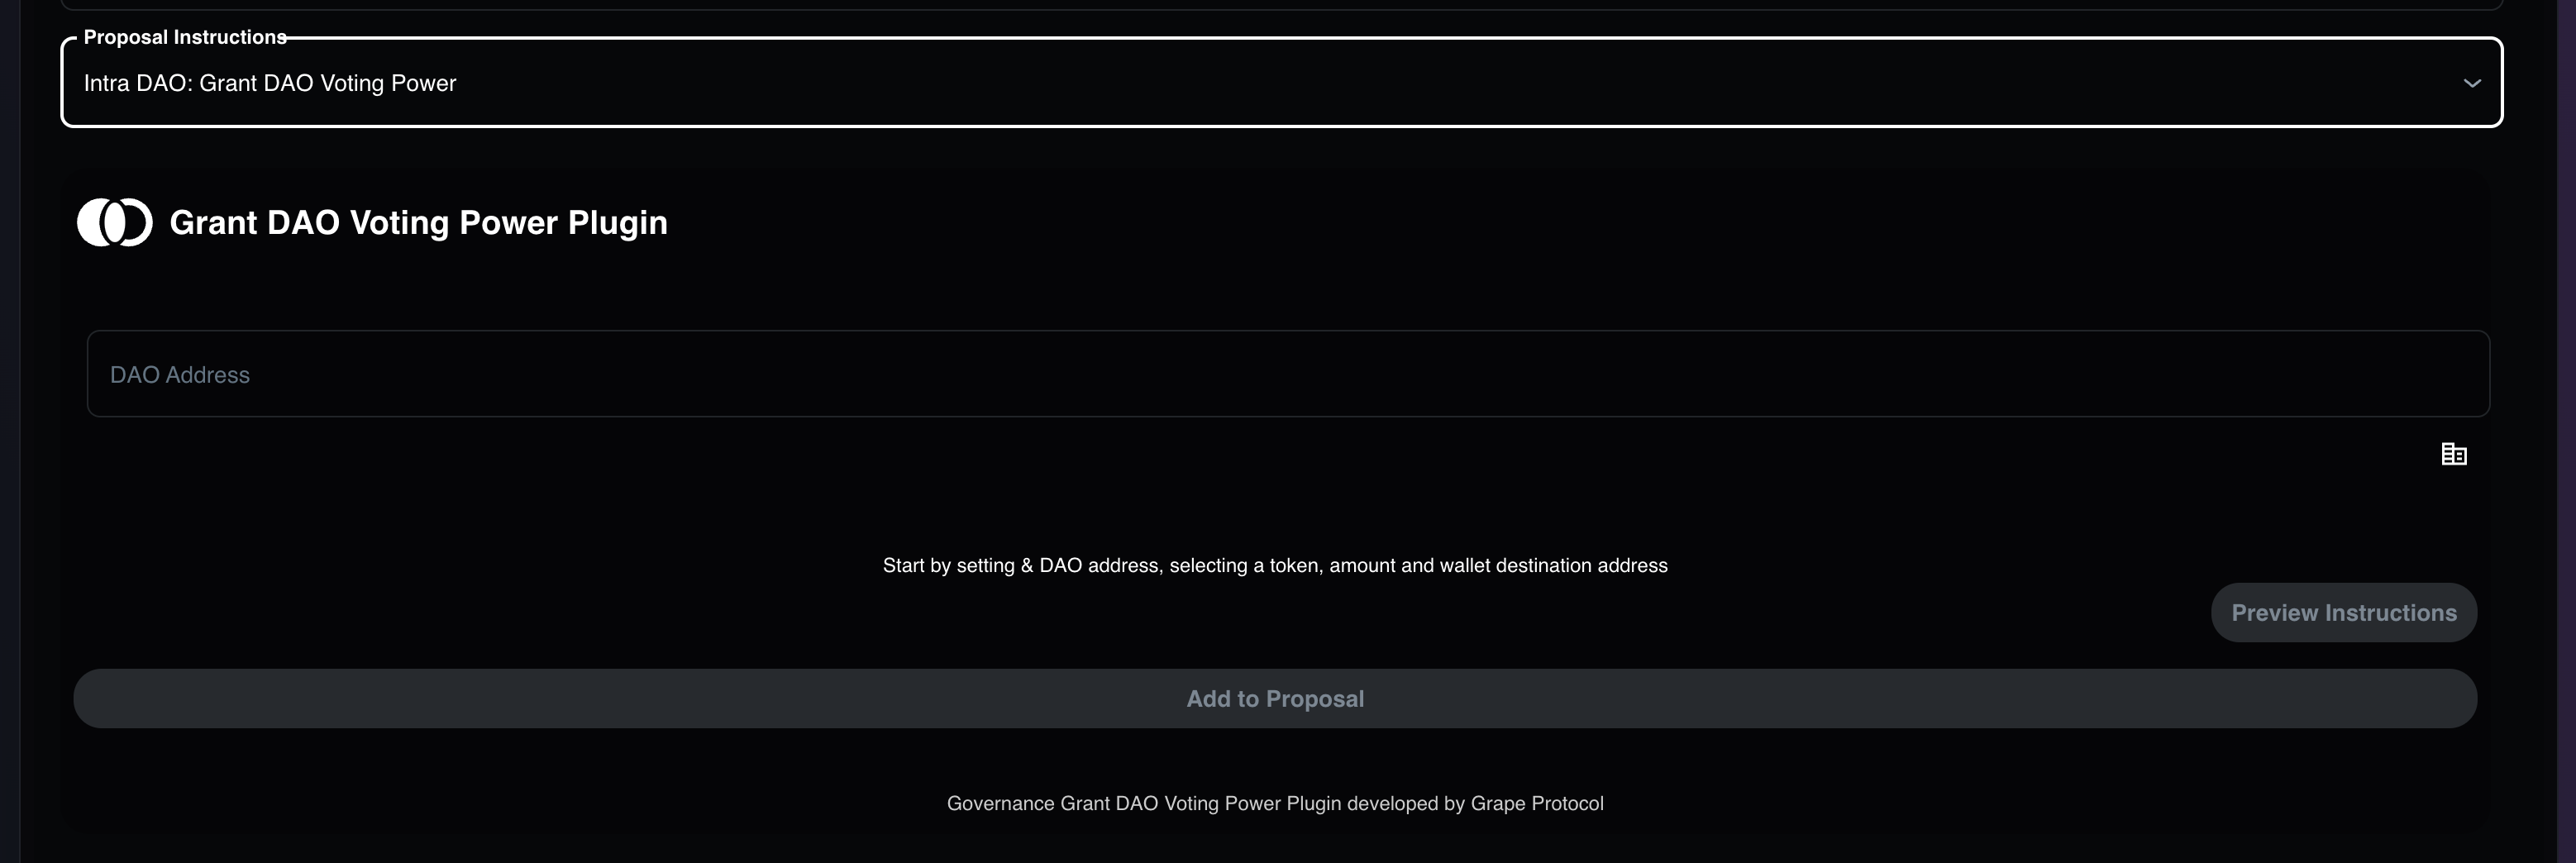 Proposal Instructions
Intra DAO: Grant DAO Voting Power
Grant DAO Voting Power Plugin
DAO Address
Start by setting & DAO address, selecting a token, amount and wallet destination address
Preview Instructions
Add to Proposal
Governance Grant DAO Voting Power Plugin developed by Grape Protocol